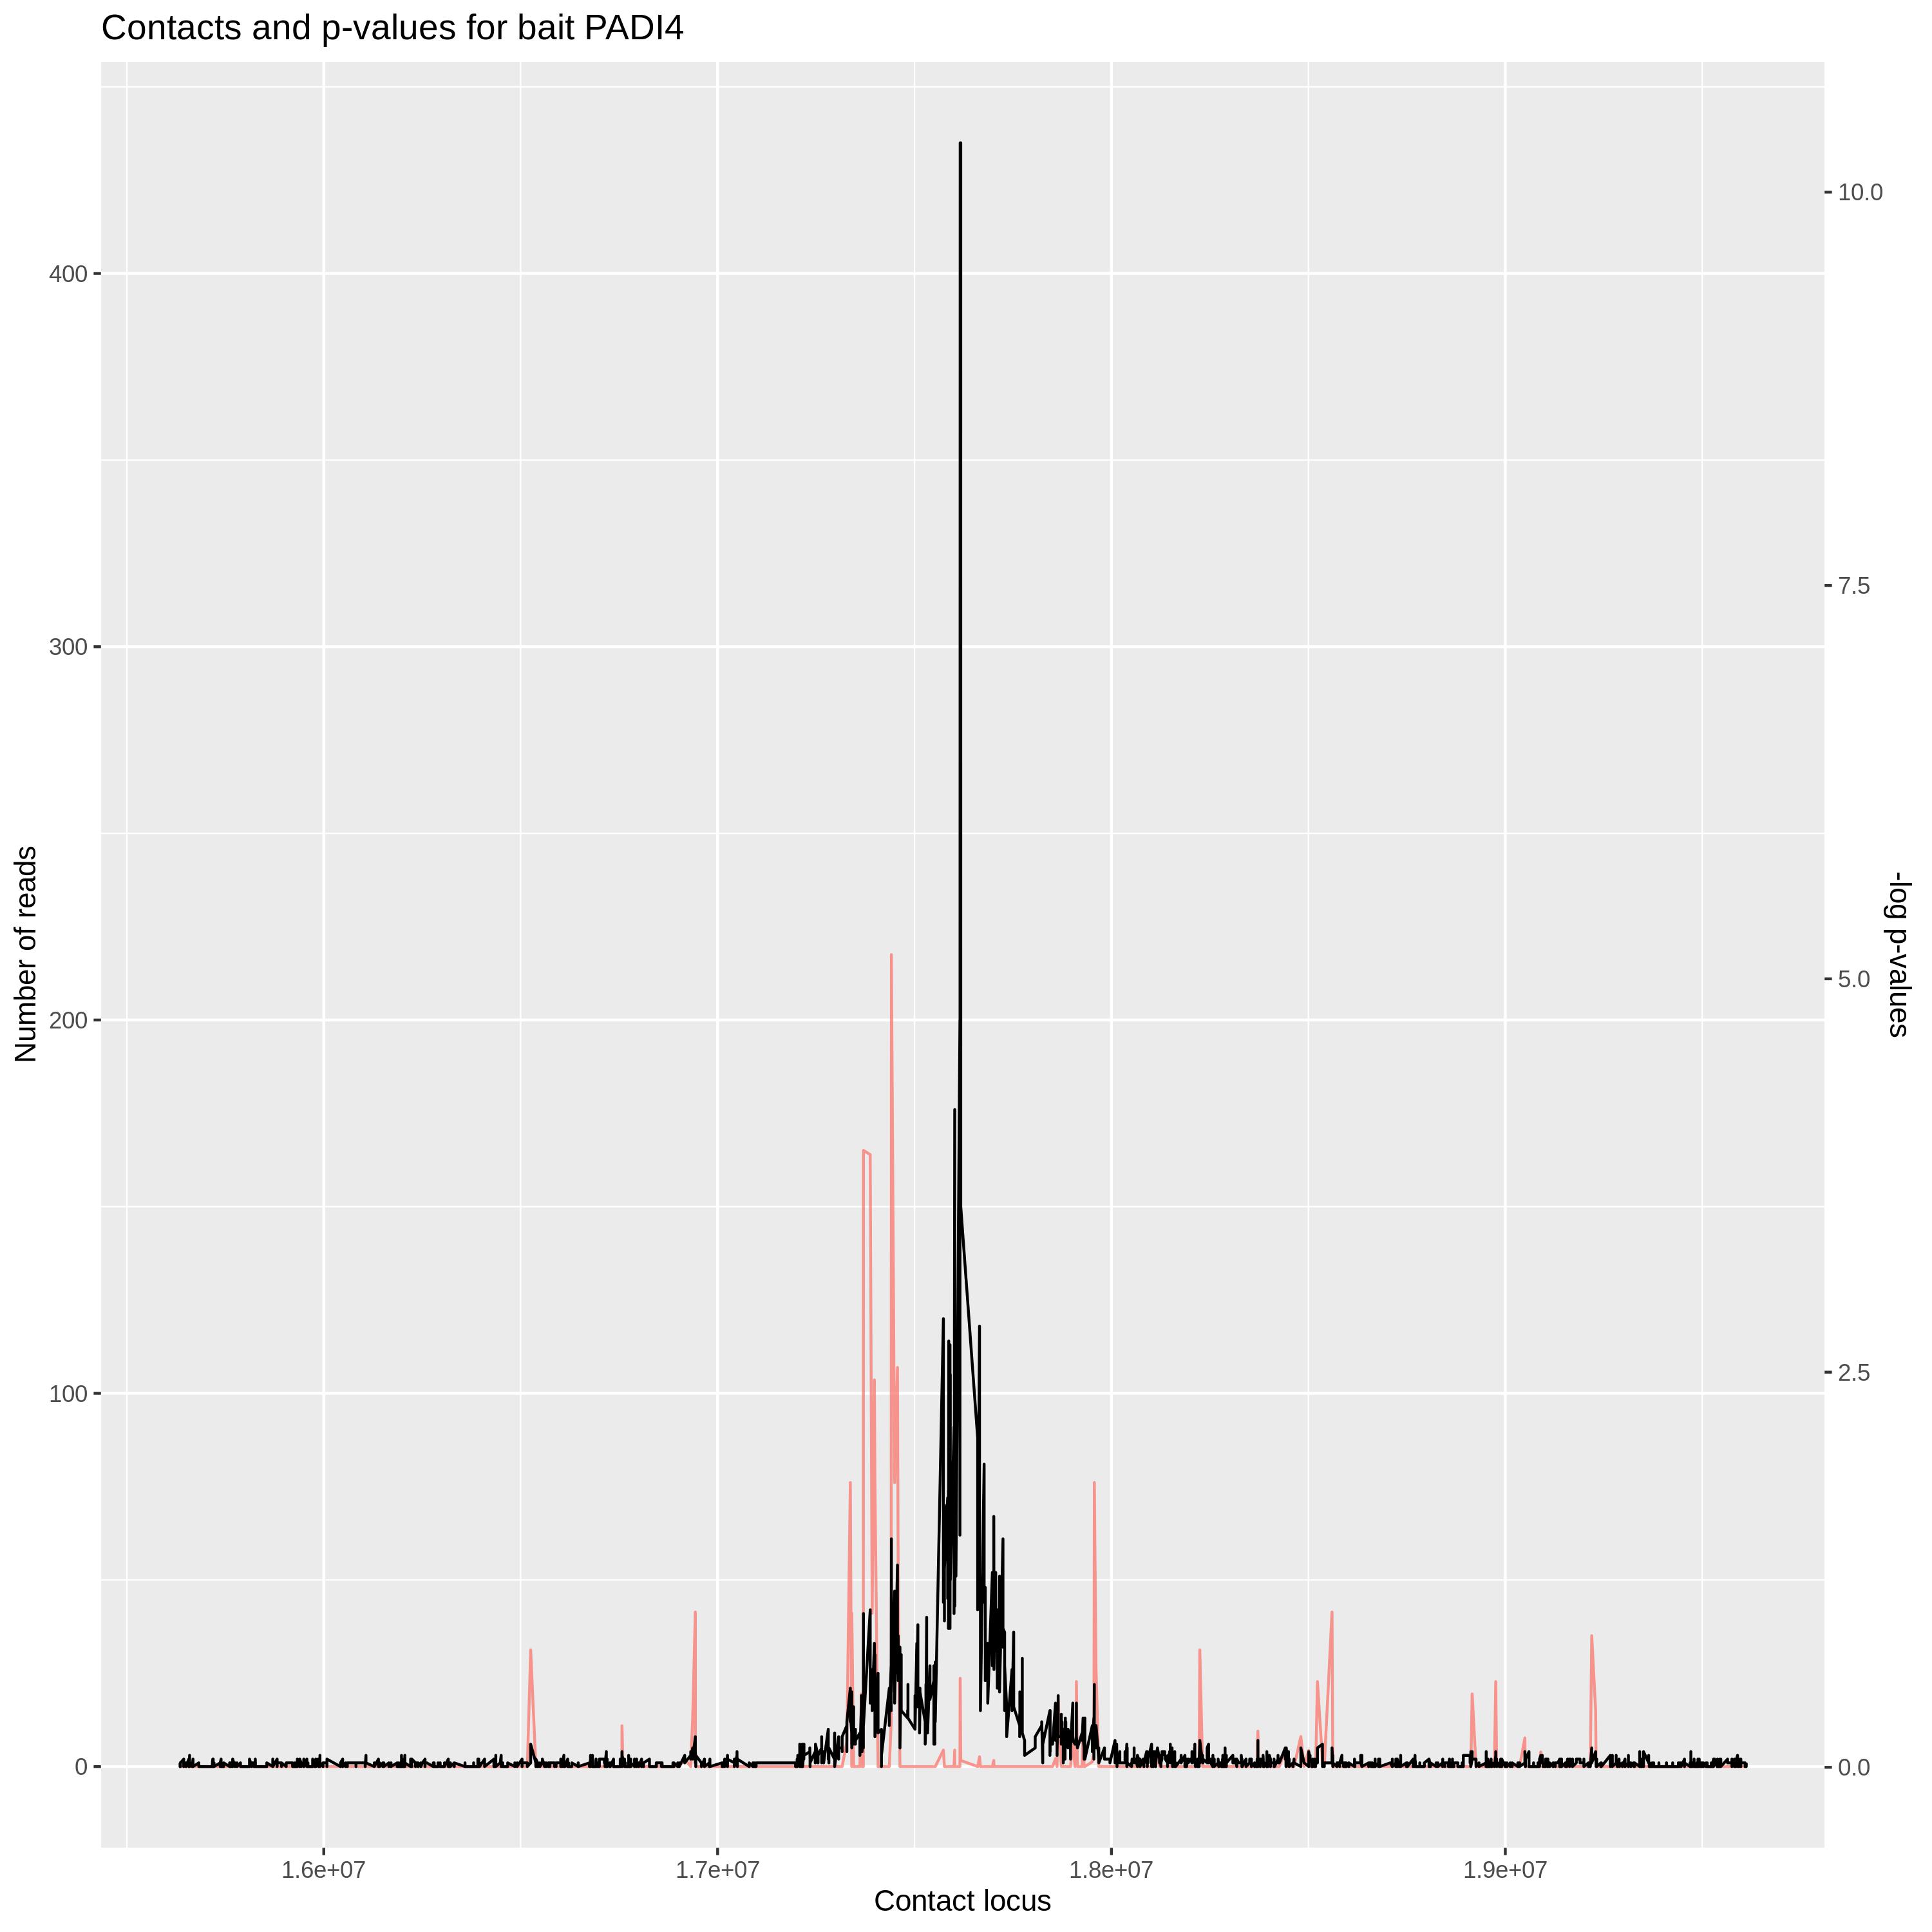 Contacts and p-values for bait PADI4
Number of reads
400
300
200
100
0
10.0
7.5
5.0
2.5
0.0
-log p-values
1.6e+07
1.7e+07
1.8e+07
1.9e+07
Contact locus